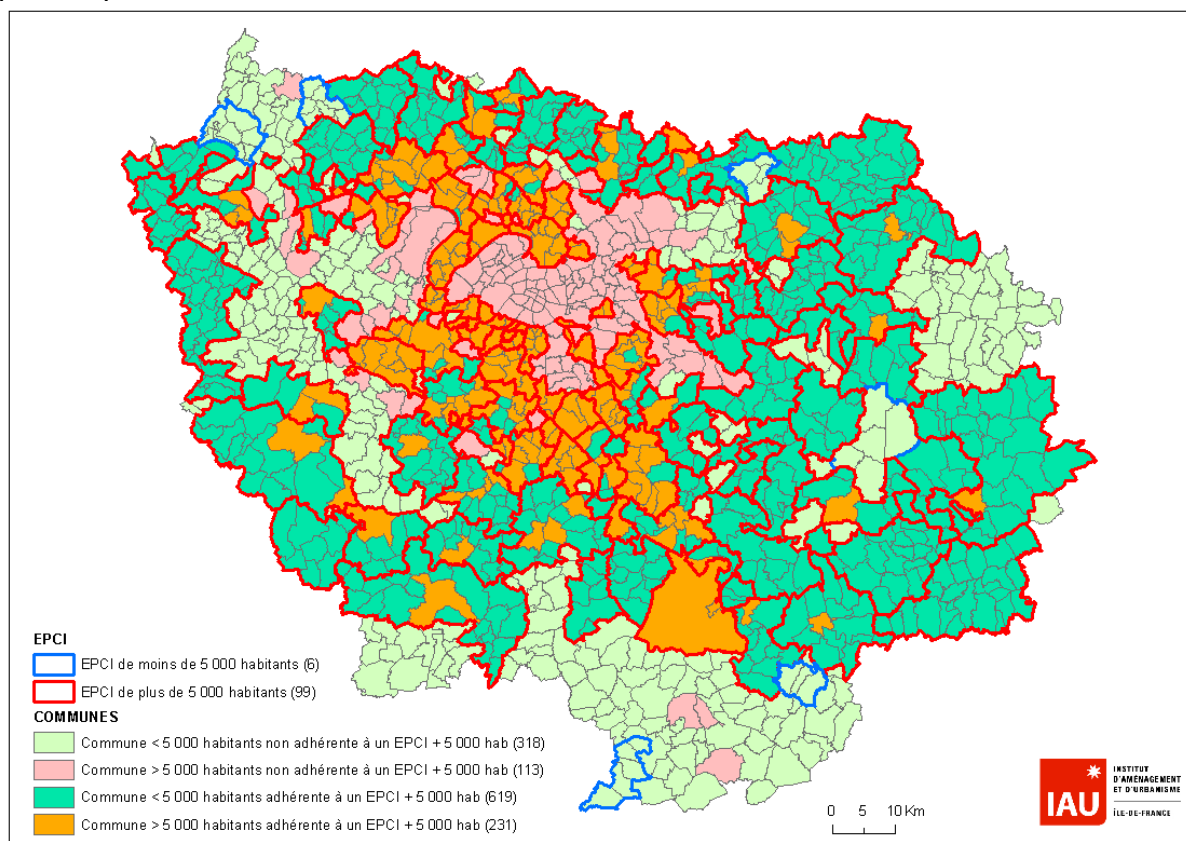 EPCI
EPCI de moins de 5 000 habitants (6)
EPCI de plus de 5 000 habitants (99)
COMMUNES
Commune < 5 000 habitants non adhérente à un EPCI + 5 000 hab (318)
Commune > 5 000 habitants non adhérente à un EPCI + 5 000 hab (113)
Commune < 5 000 habitants adhérente à un EPCI + 5 000 hab (619)
Commune > 5 000 habitants adhérente à un EPCI + 5 000 hab (231)
0 5 10 Km
IAU
INSTITUT
D'AMÉNAGEMENT
ET D'URBANISME
ÎLE-DE-FRANCE